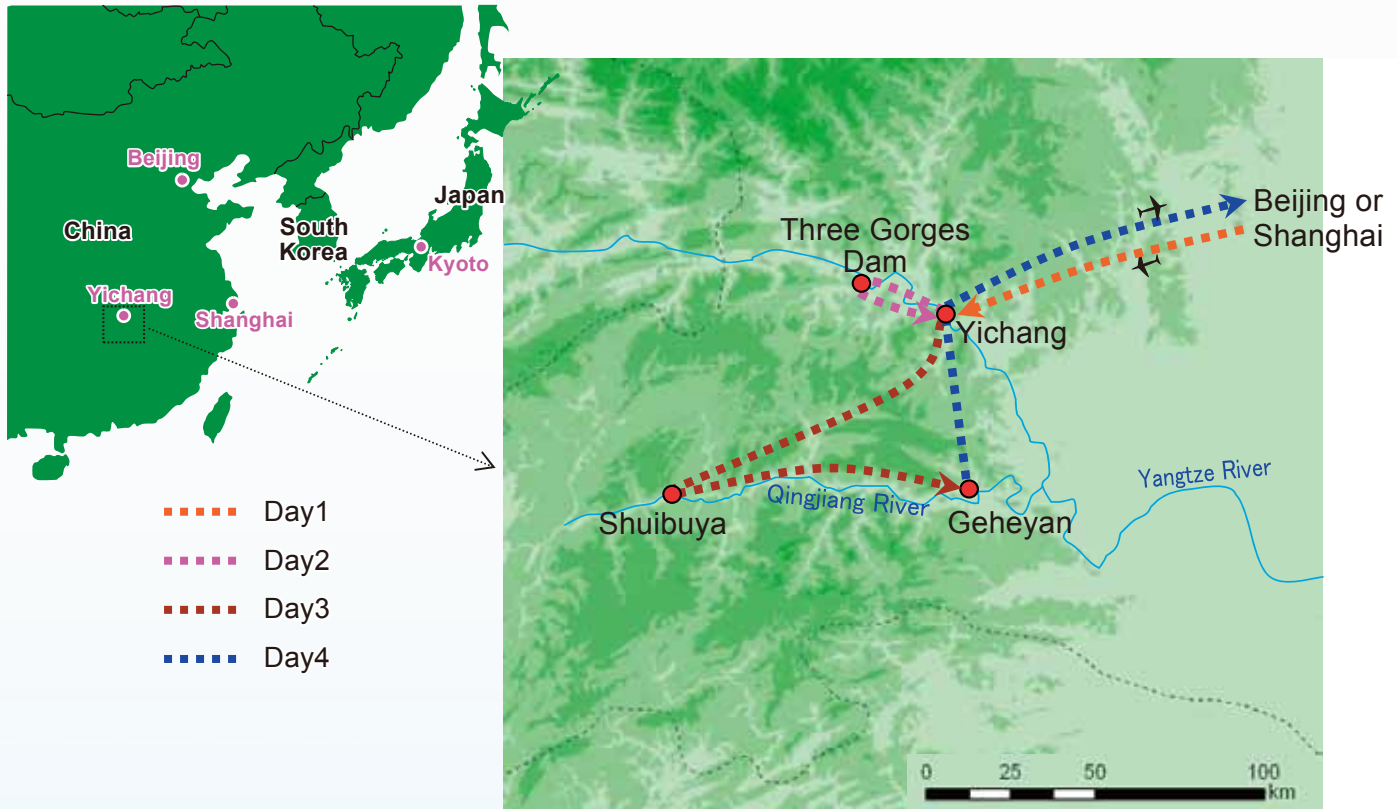 Beijing
Japan
China
South
Korea
Kyoto
Yichang
Shanghai
Day1
Day2
Day3
Day4
Beijing or
Shanghai
Three Gorges
Dam
Yichang
Yangtze River
Qingjiang River
Shuibuya
Geheyan
0 25 50 100
km